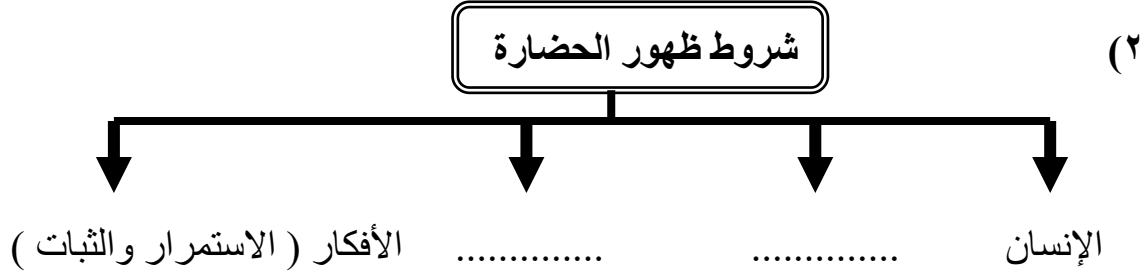 ٢) شروط ظهور الحضارة
الإنسان .............. .............. الأفكار ( الاستمرار والثبات )